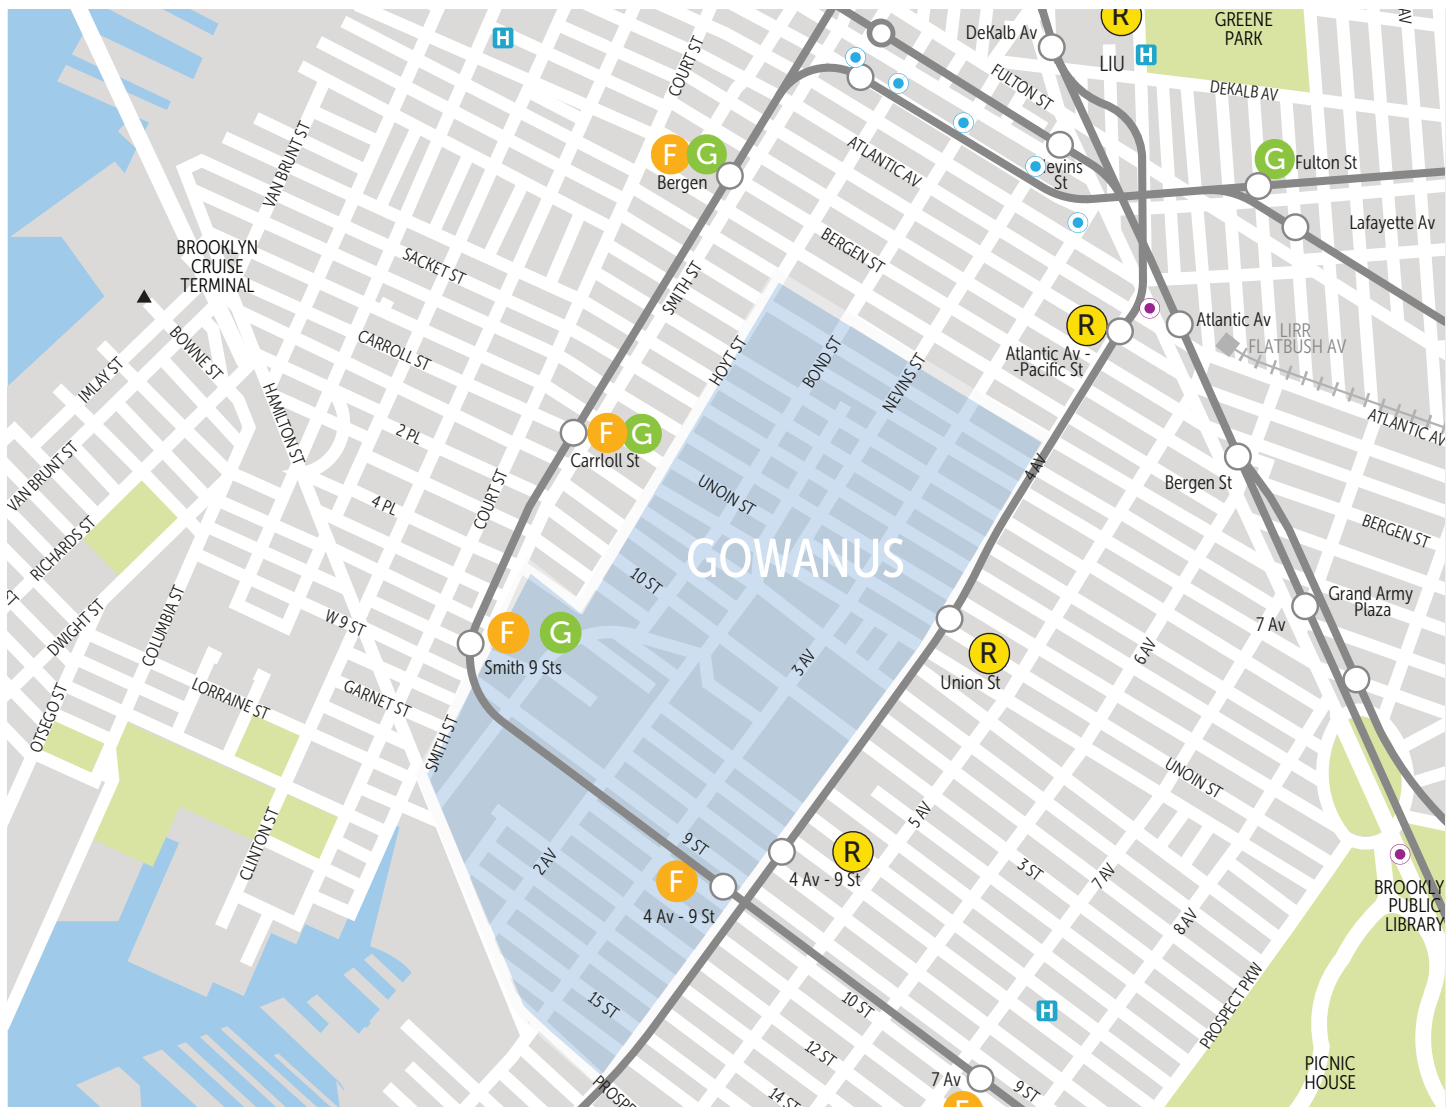 R
GREENE
PARK
AV
DeKalb Av
H
COURT ST
LIU
H
FULTON ST
DEKALB AV
VAN BRUNT ST
F G
Bergen
ATLANTIC AV
St
G
Fulton St
Lafayette Av
BROOKLYN
CRUISE
TERMINAL
SACKET ST
BERGEN ST
SMITH ST
R
Atlantic Av -
-Pacific St
Atlantic Av
LIRR
FLATBUSH AV
BOWNE ST
IMLAY ST
CARROLL ST
HOYT ST
BOND ST
NEVINS ST
HAMILTON ST
2 PL
F G
Carrloll St
ATLANTIC AV
4 AV
VAN BRUNT ST
4 PL
COURT ST
UNOIN ST
Bergen St
BERGEN ST
RICHARDS ST
GOWANUS
10 ST
Grand Army
Plaza
7 Av
DWIGHT ST
COLUMBIA ST
W 9 ST
F G
Smith 9 Sts
R
Union St
3 AV
6 AV
OTSEGO ST
LORRAINE ST
GARNET ST
SMITH ST
UNOIN ST
CLINTON ST
2 AV
9 ST
5 AV
F
4 Av - 9 St
R
4 Av - 9 St
3 ST
7 AV
8 AV
BROOKLY
PUBLIC
LIBRARY
15 ST
10 ST
H
PROSPECT PKW
12 ST
PICNIC
HOUSE
7 Av
9 ST
14 ST
PROSPE
F